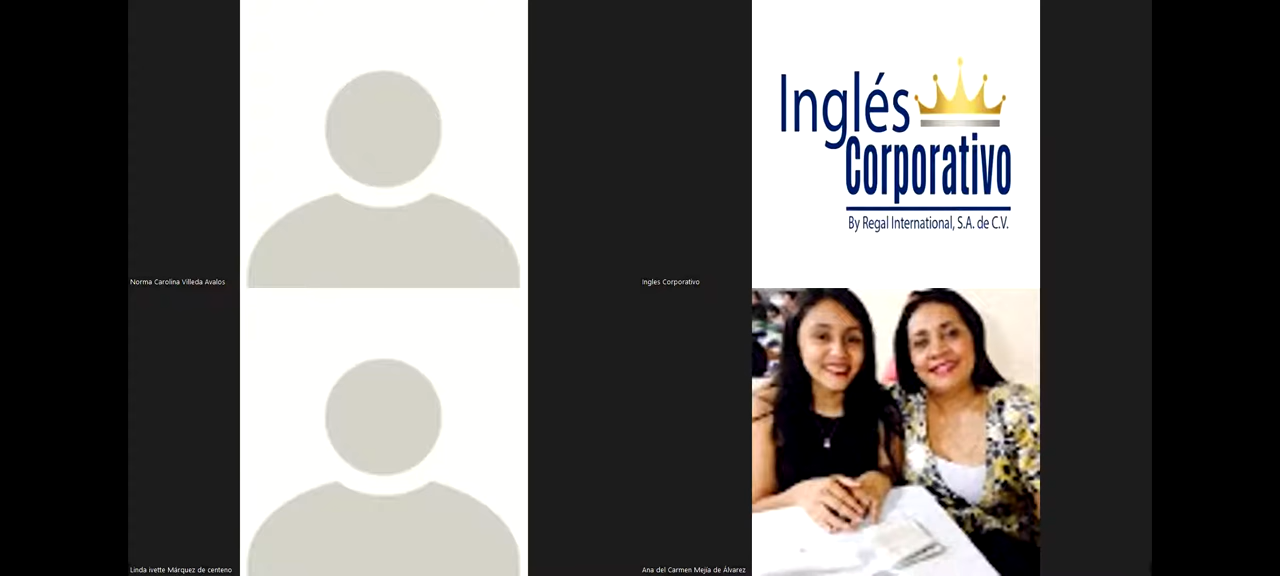 Inglés
Corporativo
By Regal International, S.A. de C.V.
Norma Carolina Villeda Avalos
Ingles Corporativo
Linda ivette Márquez de centeno
Ana del Carmen Mejía de Álvarez